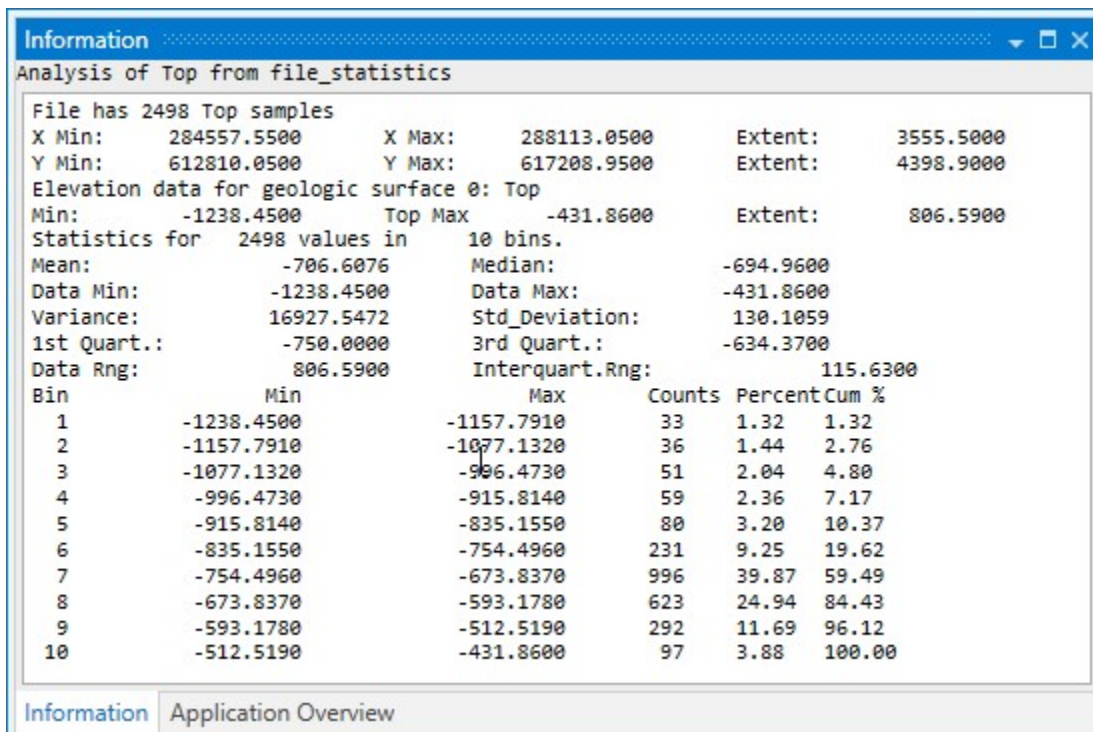 Information
Analysis of Top from file_statistics
File has 2498 Top samples
X Min: 284557.5500 X Max: 288113.0500 Extent: 3555.5000
Y Min: 612810.0500 Y Max: 617208.9500 Extent: 4398.9000
Elevation data for geologic surface 0: Top
Min: -1238.4500 Top Max -431.8600 Extent: 806.5900
Statistics for 2498 values in 10 bins.
Mean: -706.6076 Median: -694.9600
Data Min: -1238.4500 Data Max: -431.8600
Variance: 16927.5472 Std_Deviation: 130.1059
1st Quart.: -750.0000 3rd Quart.: -634.3700
Data Rng: 806.5900 Interquart.Rng: 115.6300
Bin Min Max Counts Percent Cum %
1 -1238.4500 -1157.7910 33 1.32 1.32
2 -1157.7910 -1077.1320 36 1.44 2.76
3 -1077.1320 -996.4730 51 2.04 4.80
4 -996.4730 -915.8140 59 2.36 7.17
5 -915.8140 -835.1550 80 3.20 10.37
6 -835.1550 -754.4960 231 9.25 19.62
7 -754.4960 -673.8370 996 39.87 59.49
8 -673.8370 -593.1780 623 24.94 84.43
9 -593.1780 -512.5190 292 11.69 96.12
10 -512.5190 -431.8600 97 3.88 100.00
Information Application Overview